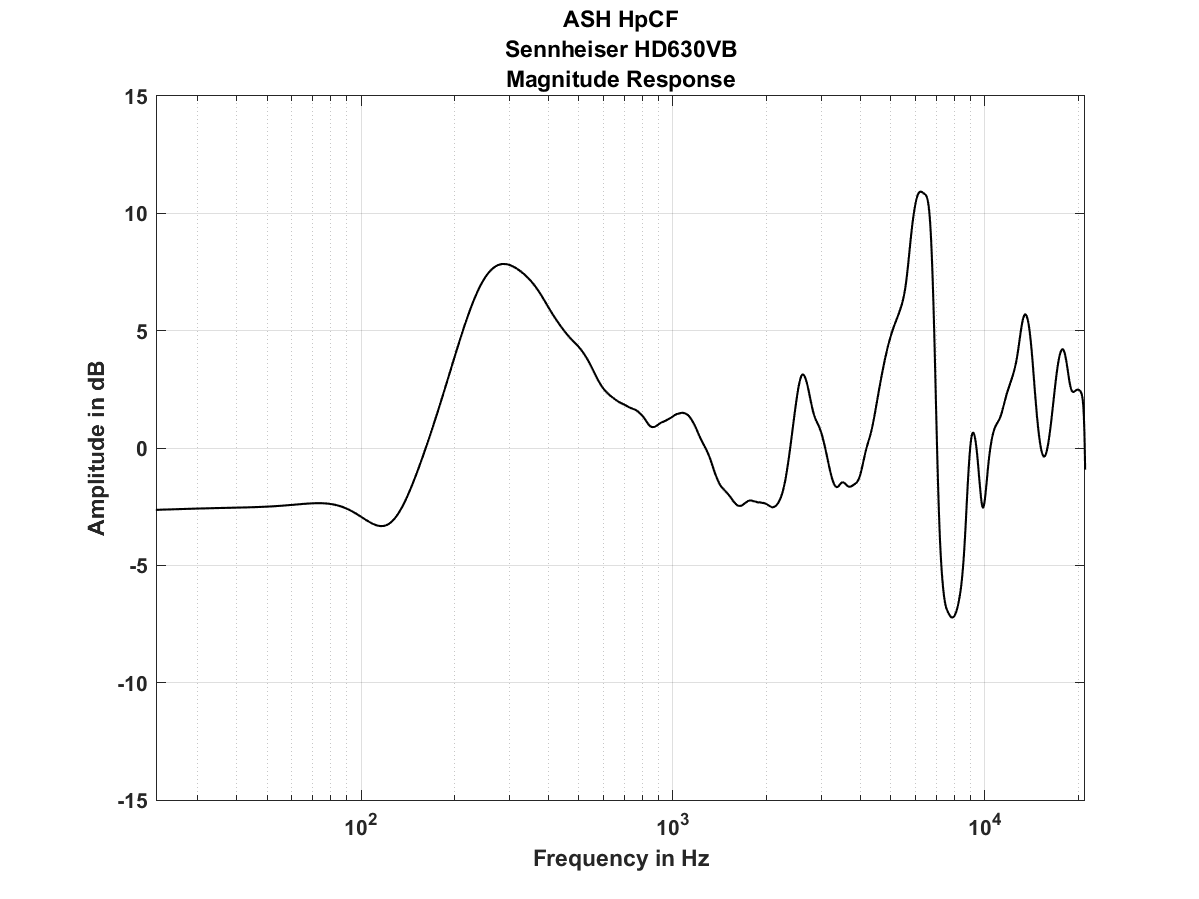 ASH HpCF
Sennheiser HD630VB
Magnitude Response
15
10
5
0
-5
-10
-15
10²
10³
10⁴
Amplitude in dB
Frequency in Hz